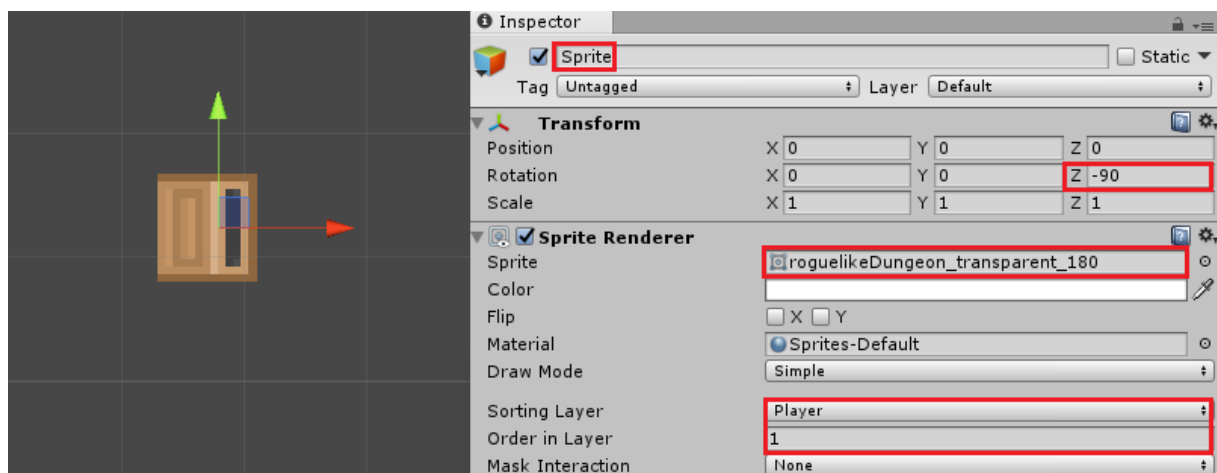 Inspector
Sprite Static
Tag Untagged Layer Default
Transform
Position X 0 Y 0 Z 0
Rotation X 0 Y 0 Z -90
Scale X 1 Y 1 Z 1
Sprite Renderer
Sprite roguelikeDungeon_transparent_180
Color
Flip X Y
Material Sprites-Default
Draw Mode Simple
Sorting Layer Player
Order in Layer 1
Mask Interaction None